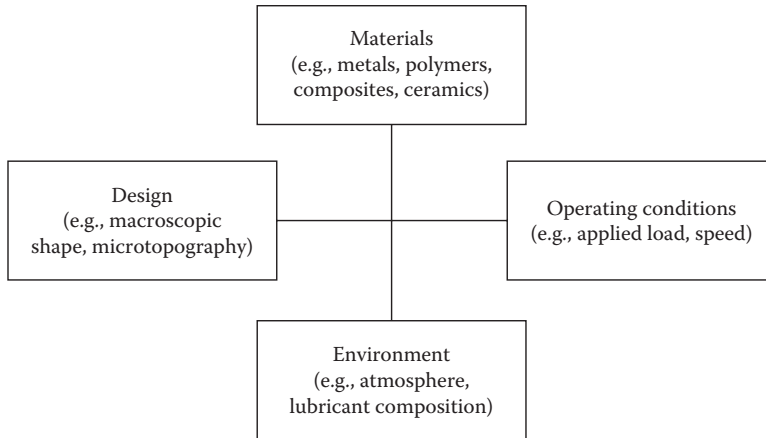 Materials
(e.g., metals, polymers,
composites, ceramics)
Design
(e.g., macroscopic
shape, microtopography)
Operating conditions
(e.g., applied load, speed)
Environment
(e.g., atmosphere,
lubricant composition)